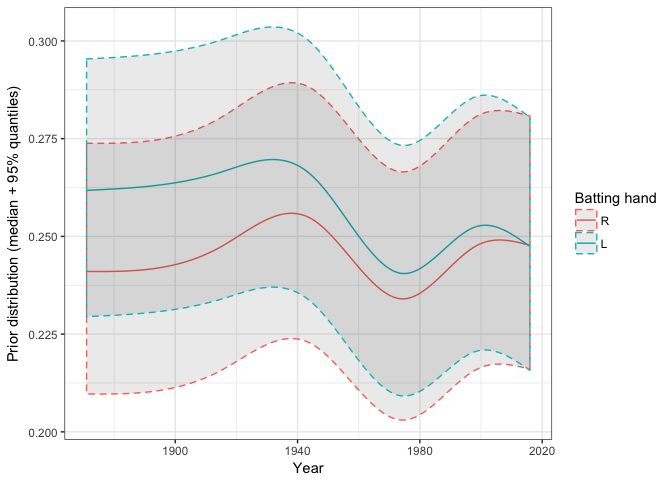 Prior distribution (median + 95% quantiles)
0.300
0.275
0.250
0.225
0.200
1900
1940
1980
2020
Year
Batting hand
R
L